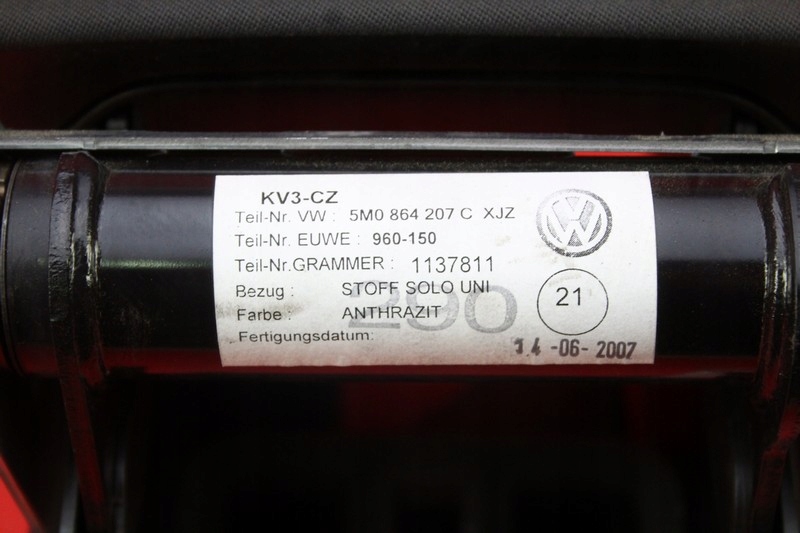 KV3-CZ
Teil-Nr. VW : 5M0 864 207 C XJZ
Teil-Nr. EUWE : 960-150
Teil-Nr.GRAMMER : 1137811
Bezug : STOFF SOLO UNI
290
21
Farbe : ANTHRAZIT
Fertigungsdatum:
14 -06- 2007